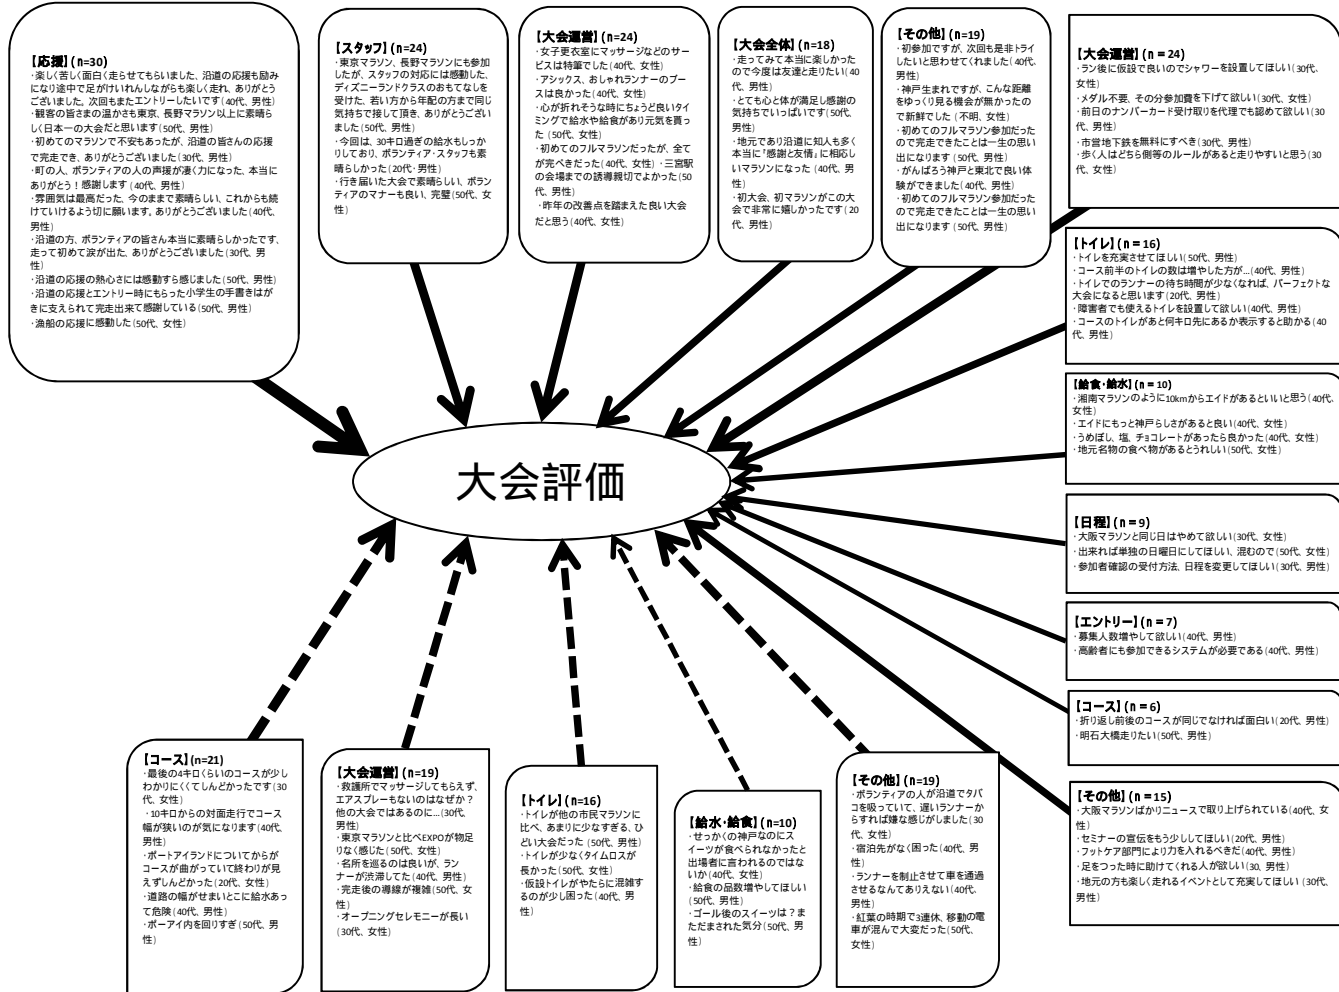 【応援】(n=30)
・楽しく苦しく面白く走らせてもらいました、沿道の応援も励み
になり途中で足がけいれんしながらも楽しく走れ、ありがとう
ございました。次回もまたエントリーしたいです(40代、男性)
・観客の皆さまの温かさも東京、長野マラソン以上に素晴ら
しく日本一の大会だと思います(50代、男性)
・初めてのマラソンで不安もあったが、沿道の皆さんの応援
で完走でき、ありがとうございました(30代、男性)
・町の人、ボランティアの人の声援が凄く力になった、本当に
ありがとう!感謝します(40代、男性)
・雰囲気は最高だった、今のままで素晴らしい、これからも続
けていけるよう切に願います。ありがとうございました(40代、
男性)
・沿道の方、ボランティアの皆さん本当に素晴らしかったです、
走って初めて涙が出た、ありがとうございました(30代、男
性)
・沿道の応援の熱心さには感動すら感じました(50代、男性)
・沿道の応援とエントリー時にもらった小学生の手書きはが
きに支えられて完走出来て感謝している(50代、男性)
・漁船の応援に感動した(50代、女性)
【スタッフ】(n=24)
・東京マラソン、長野マラソンにも参加
したが、スタッフの対応には感動した、
ディズニーランドクラスのおもてなしを
受けた、若い方から年配の方まで同じ
気持ちで接して頂き、ありがとうござい
ました(50代、男性)
・今回は、30キロ過ぎの給水もしっか
りしており、ボランティア・スタッフも素
晴らしかった(20代・男性)
・行き届いた大会で素晴らしい、ボラン
ティアのマナーも良い、完璧(50代、女
性)
【大会運営】(n=24)
・女子更衣室にマッサージなどのサー
ビスは特筆でした(40代、女性)
・アシックス、おしゃれランナーのブー
スは良かった(40代、女性)
・心が折れそうな時にちょうど良いタイ
ミングで給水や給食があり元気を貰っ
た(50代、女性)
・初めてのフルマラソンだったが、全て
が完ぺきだった(40代、女性)・三宮駅
の会場までの誘導親切でよかった(50
代、女性)
・昨年の改善点を踏まえた良い大会
だと思う(40代、女性)
【大会全体】(n=18)
・走ってみて本当に楽しかった
ので今度は友達と走りたい(40
代、男性)
・とても心と体が満足し感謝の
気持ちでいっぱいです(50代、
男性)
・地元であり沿道に知人も多く
本当に「感謝と友情」に相応し
いマラソンになった(40代、男
性)
・初大会、初マラソンがこの大
会で非常に嬉しかったです(20
代、男性)
【その他】(n=19)
・初参加ですが、次回も是非トライ
したいと思わせてくれました(40代、
男性)
・神戸生まれですが、こんな距離
をゆっくり見る機会が無かったの
で新鮮でした(不明、女性)
・初めてのフルマラソン参加だった
ので完走できたことは一生の思い
出になります(50代、男性)
・がんばろう神戸と東北で良い体
験ができました(40代、男性)
・初めてのフルマラソン参加だった
ので完走できたことは一生の思い
出になります(50代、男性)
【大会運営】(n = 24)
・ラン後に仮設で良いのでシャワーを設置してほしい(30代、
女性)
・メダル不要、その分参加費を下げて欲しい(30代、女性)
・前日のナンバーカード受け取りを代理でも認めて欲しい(30
代、女性)
・市営地下鉄を無料にすべき(30代、女性)
・歩く人はどちら側等のルールがあると走りやすいと思う(30
代、女性)
【トイレ】(n = 16)
・トイレを充実させてほしい(50代、男性)
・コース前半のトイレの数は増やした方が…(40代、男性)
・トイレでのランナーの待ち時間が少なくなれば、パーフェクトな
大会になると思います(20代、男性)
・障害者でも使えるトイレを設置して欲しい(40代、男性)
・コースのトイレがあと何キロ先にあるか表示すると助かる(40
代、男性)
【給食・給水】(n = 10)
・湘南マラソンのように10kmからエイドがあるといいと思う(40代、
女性)
・エイドにもっと神戸らしさがあると良い(40代、女性)
・うめぼし、塩、チョコレートがあったら良かった(40代、女性)
・地元名物の食べ物があるとうれしい(50代、女性)
大会評価
【日程】(n = 9)
・大阪マラソンと同じ日はやめて欲しい(30代、女性)
・出来れば単独の日曜日にしてほしい、混むので(50代、女性)
・参加者確認の受付方法、日程を変更してほしい(30代、男性)
【エントリー】(n = 7)
・募集人数増やして欲しい(40代、男性)
・高齢者にも参加できるシステムが必要である(40代、男性)
【コース】(n = 6)
・折り返し前後のコースが同じでなければ面白い(20代、男性)
・明石大橋走りたい(50代、男性)
【その他】(n = 15)
・大阪マラソンばかりニュースで取り上げられている(40代、女
性)
・セミナーの宣伝をもう少ししてほしい(20代、男性)
・フットケア部門により力を入れるべきだ(40代、男性)
・足をつった時に助けてくれる人が欲しい(30、男性)
・地元の方も楽しく走れるイベントとして充実してほしい(30代、
男性)
【コース】(n=21)
・最後の4キロくらいのコースが少し
わかりにくくてしんどかったです(30
代、女性)
・10キロからの対面走行でコース
幅が狭いのが気になります(40代、
男性)
・ポートアイランドについてからが
コースが曲がっていて終わりが見
えずしんどかった(20代、女性)
・道路の幅がせまいとこに給水あっ
て危険(40代、男性)
・ポーアイ内を回りすぎ(50代、男
性)
【大会運営】(n=19)
・救護所でマッサージしてもらえず、
エアスプレーもないのはなぜか?
他の大会ではあるのに…(30代、
男性)
・東京マラソンと比べEXPOが物足
りなく感じた(50代、女性)
・名所を巡るのは良いが、ラン
ナーが渋滞してた(40代、男性)
・完走後の導線が複雑(50代、女
性)
・オープニングセレモニーが長い
(30代、女性)
【トイレ】(n=16)
・トイレが他の市民マラソンに
比べ、あまりに少なすぎる、ひ
どい大会だった(50代、男性)
・トイレが少なくタイムロスが
長かった(50代、男性)
・仮設トイレがやたらに混雑す
るのが少し困った(40代、男
性)
【給水・給食】(n=10)
・せっかくの神戸なのにス
イーツが食べられなかったと
出場者に言われるのではな
いか(40代、女性)
・給食の品数増やしてほしい
(50代、男性)
・ゴール後のスイーツは?ま
ただまされた気分(50代、男
性)
【その他】(n=19)
・ボランティアの人が沿道でタバ
コを吸っていて、遅いランナーか
らすれば嫌な感じがしました(30
代、女性)
・宿泊先がなく困った(40代、男
性)
・ランナーを制止させて車を通過
させるなんてありえない(40代、
男性)
・紅葉の時期で3連休、移動の電
車が混んで大変だった(50代、
女性)